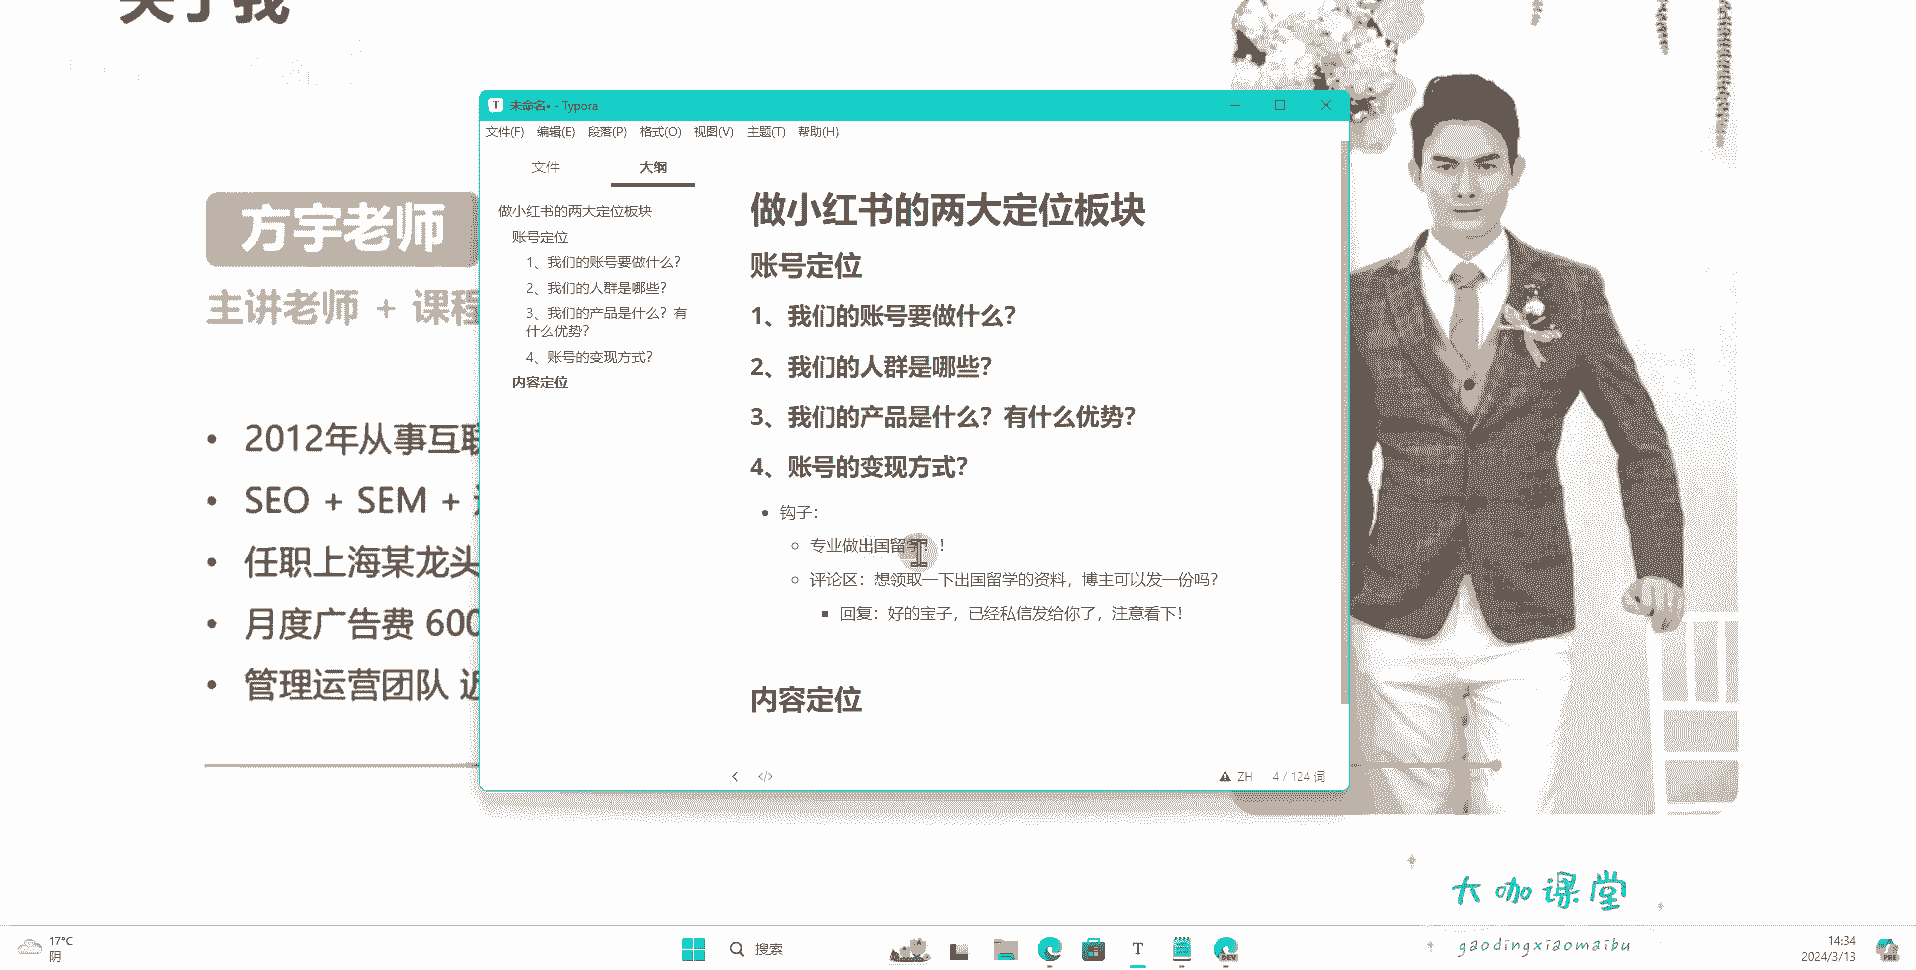 关于我
方宇老师
主讲老师 + 课程
2012年从事互联
SEO + SEM +
任职上海某龙头
月度广告费 600
管理运营团队 近
T 未命名• - Typora
文件(F) 编辑(E) 段落(P) 格式(O) 视图(V) 主题(T) 帮助(H)
文件 大纲
做小红书的两大定位板块
账号定位
1、我们的账号要做什么?
2、我们的人群是哪些?
3、我们的产品是什么?有
什么优势?
4、账号的变现方式?
内容定位
做小红书的两大定位板块
账号定位
1、我们的账号要做什么?
2、我们的人群是哪些?
3、我们的产品是什么?有什么优势?
4、账号的变现方式?
钩子:
专业做出国留学!!
评论区:想领取一下出国留学的资料,博主可以发一份吗?
回复:好的宝子,已经私信发给你了,注意看下!
内容定位
ZH 4 / 124 词
大咖课堂
gaodingxiaomaibu
17°C
阴
搜索
T
DEV
14:34
2024/3/13
PRE